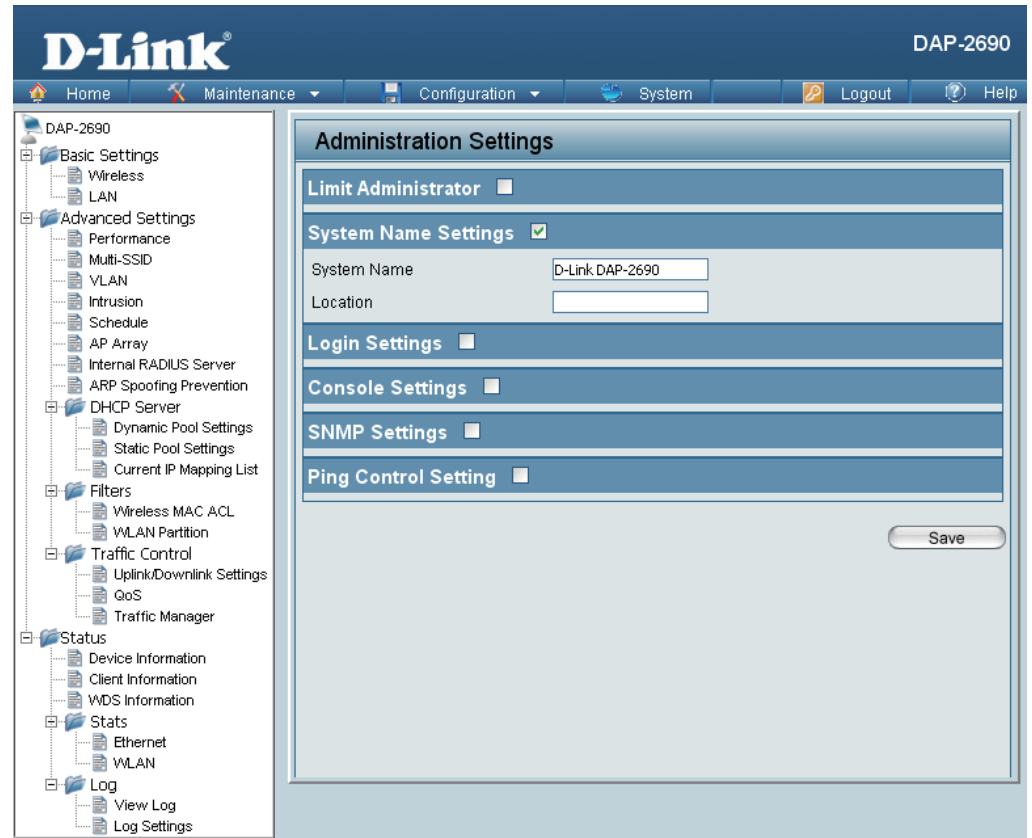 D-Link®
DAP-2690
Home
Maintenance
Configuration
System
Logout
Help
DAP-2690
Basic Settings
Wireless
LAN
Advanced Settings
Performance
Multi-SSID
VLAN
Intrusion
Schedule
AP Array
Internal RADIUS Server
ARP Spoofing Prevention
DHCP Server
Dynamic Pool Settings
Static Pool Settings
Current IP Mapping List
Filters
Wireless MAC ACL
WLAN Partition
Traffic Control
Uplink/Downlink Settings
QoS
Traffic Manager
Status
Device Information
Client Information
WDS Information
Stats
Ethernet
WLAN
Log
View Log
Log Settings
Administration Settings
Limit Administrator
System Name Settings
System Name D-Link DAP-2690
Location
Login Settings
Console Settings
SNMP Settings
Ping Control Setting
Save